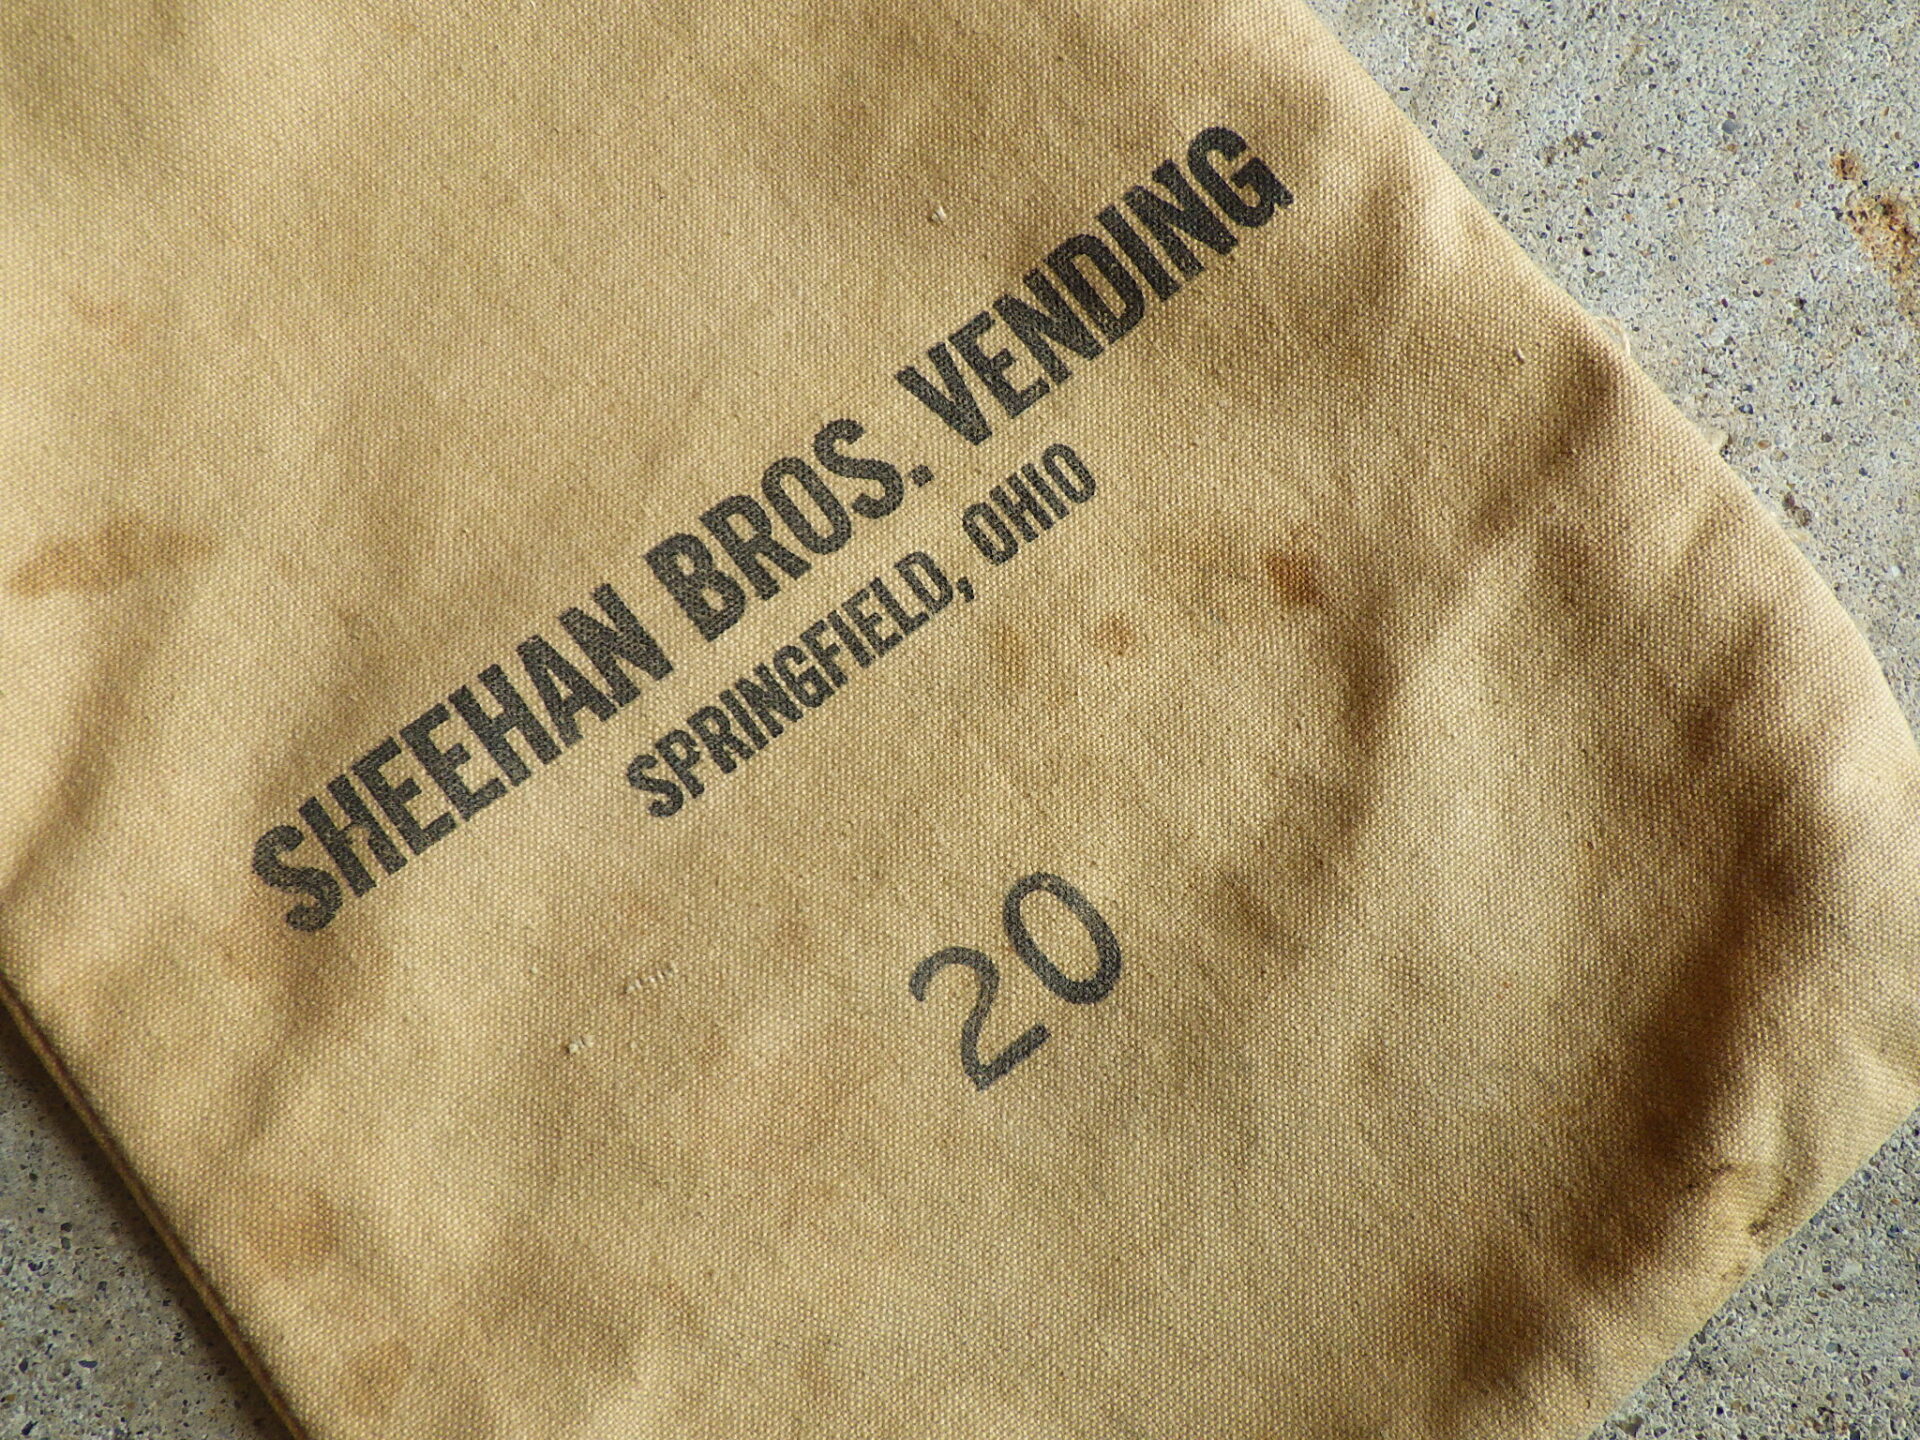 SHEEHAN BROS. VENDING
SPRINGFIELD, OHIO
20